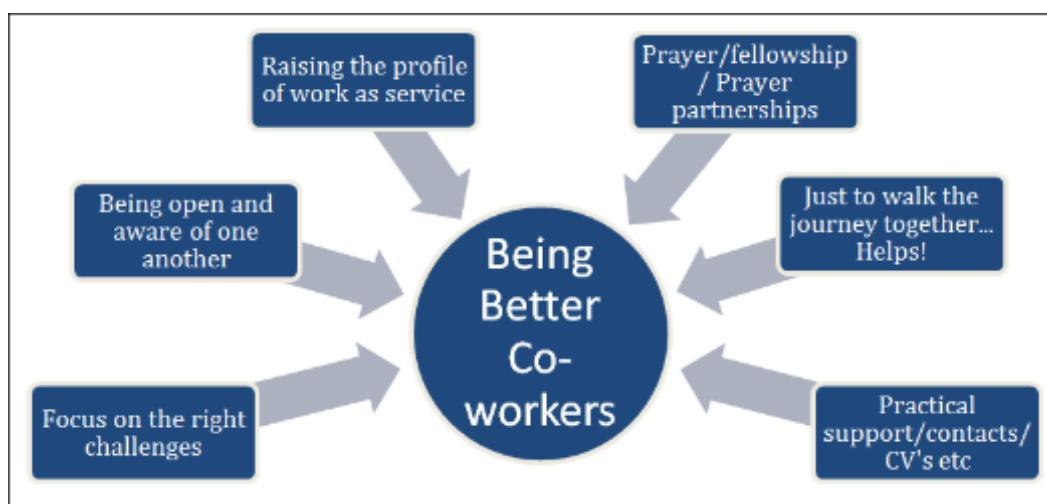 Raising the profile
of work as service
Prayer/fellowship
/ Prayer
partnerships
Being open and
aware of one
another
Just to walk the
journey together...
Helps!
Being
Better
Co-
workers
Focus on the right
challenges
Practical
support/contacts/
CV's etc